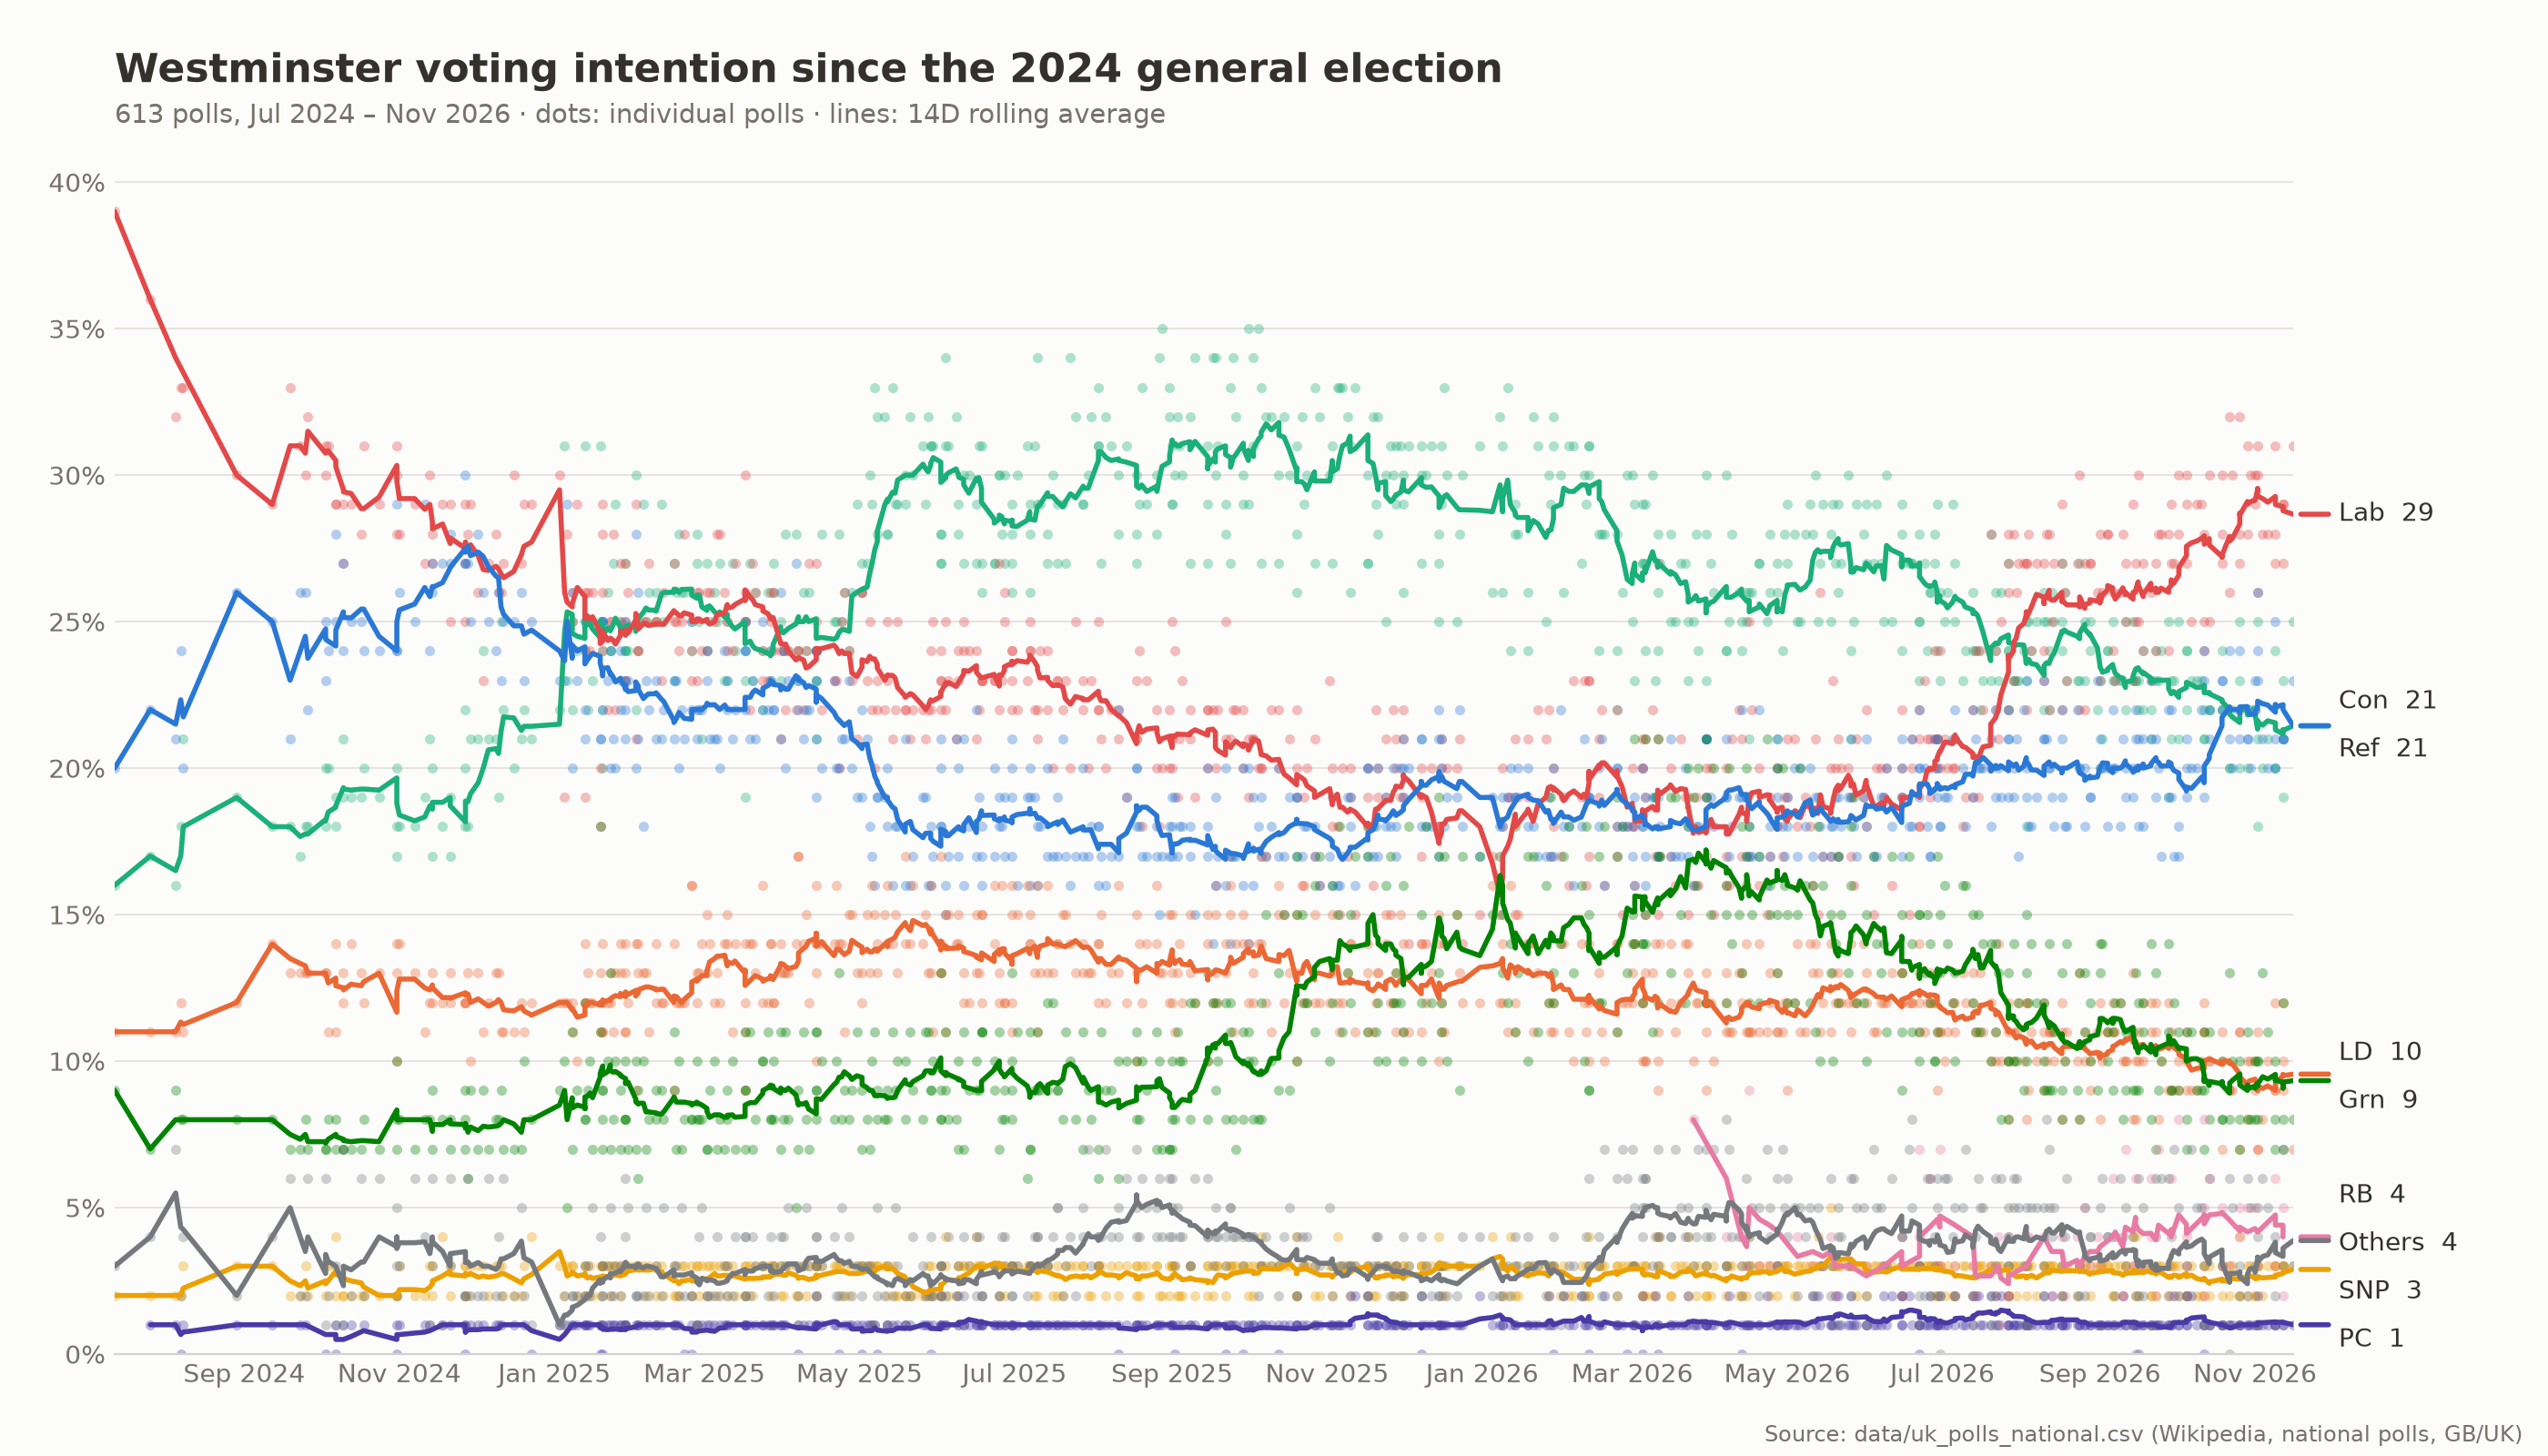 Westminster voting intention since the 2024 general election
613 polls, Jul 2024 – Nov 2026 · dots: individual polls · lines: 14D rolling average
40%
35%
30%
25%
20%
15%
10%
5%
0%
Lab 29
Con 21
Ref 21
LD 10
Grn 9
RB 4
Others 4
SNP 3
PC 1
Sep 2024 Nov 2024 Jan 2025 Mar 2025 May 2025 Jul 2025 Sep 2025 Nov 2025 Jan 2026 Mar 2026 May 2026 Jul 2026 Sep 2026 Nov 2026
Source: data/uk_polls_national.csv (Wikipedia, national polls, GB/UK)